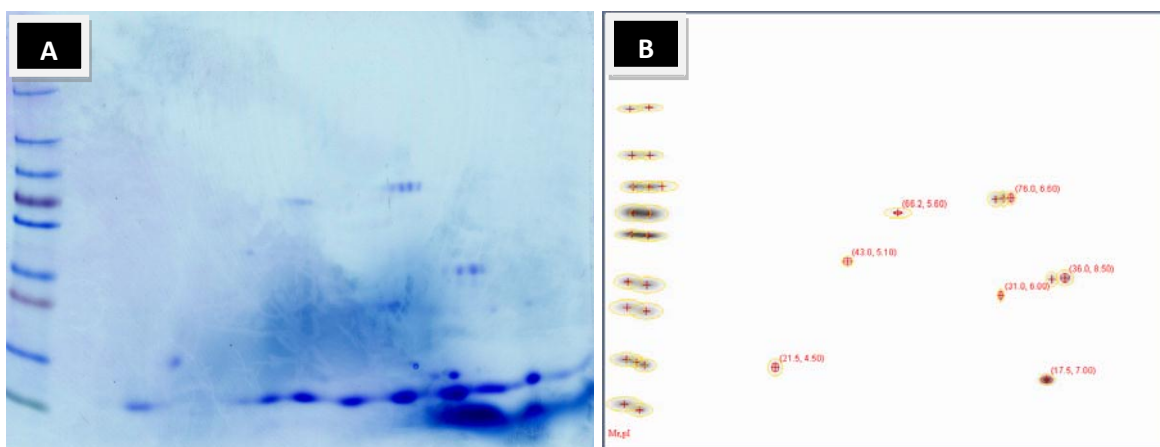 A
B
(76.0, 6.60)
(66.2, 5.60)
(43.0, 5.10)
(36.0, 8.50)
(31.0, 6.00)
(21.5, 4.50)
(17.5, 7.00)
Mr,pI